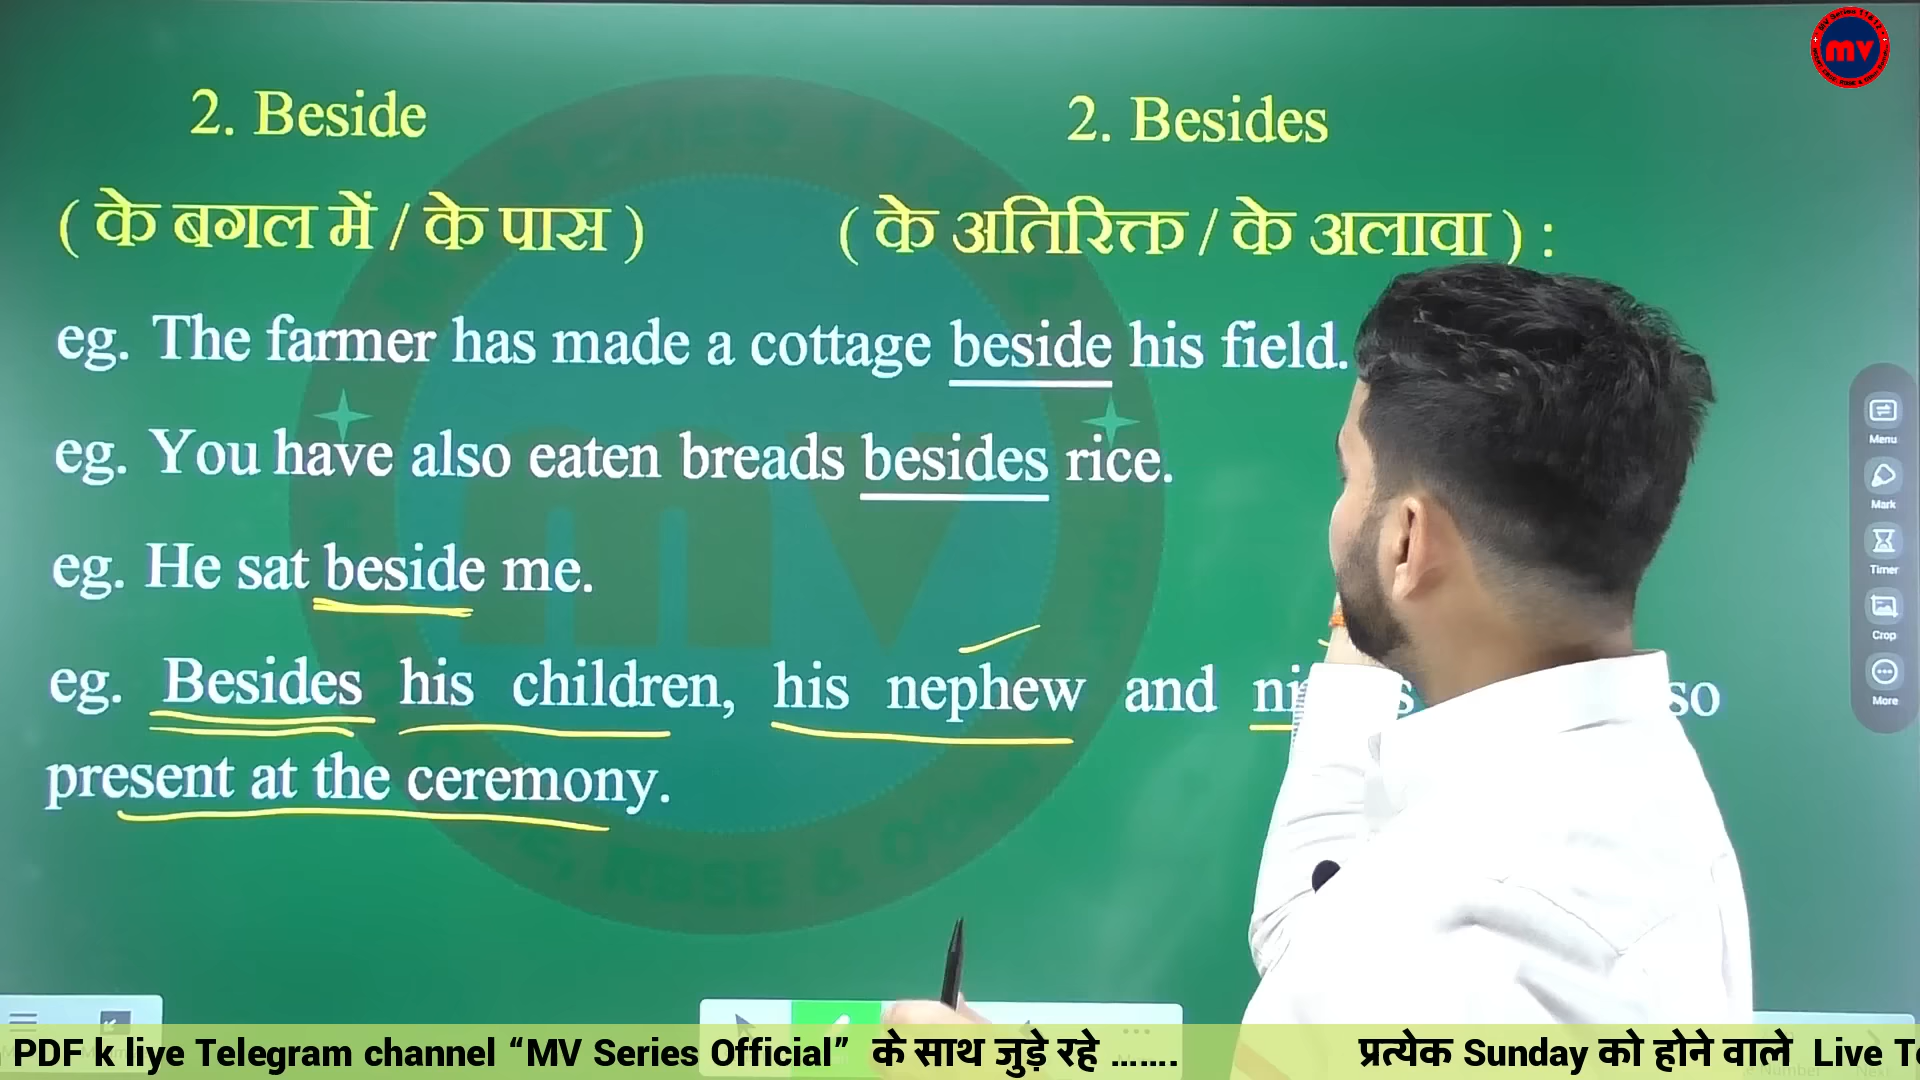 mv
2. Beside
2. Besides
( के बगल में / के पास )
( के अतिरिक्त / के अलावा ) :
eg. The farmer has made a cottage beside his field.
eg. You have also eaten breads besides rice.
eg. He sat beside me.
eg. Besides his children, his nephew and
present at the ceremony.
Menu
Mark
Timer
Crop
More
PDF k liye Telegram channel “MV Series Official” के साथ जुड़े रहे .......
प्रत्येक Sunday को होने वाले Live